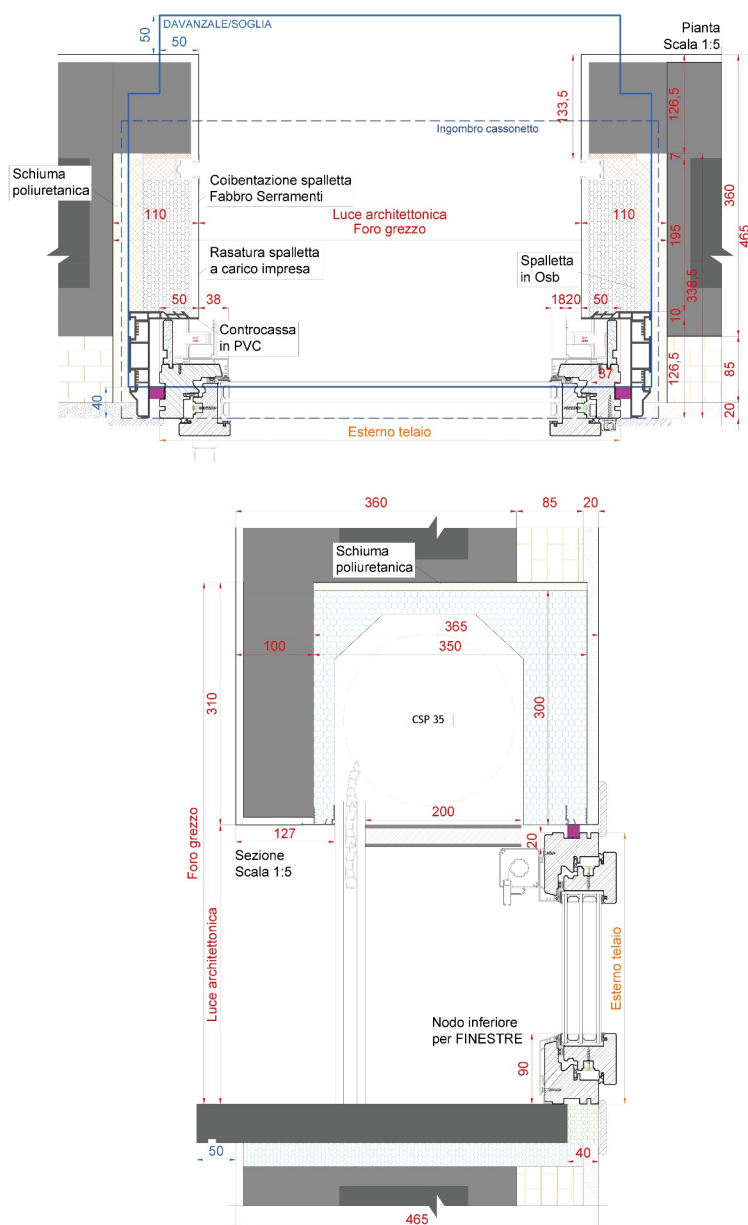 DAVANZALE/SOGLIA
50
50
Pianta
Scala 1:5
133,5
126,5
Ingombro cassonetto
7
Schiuma
poliuretanica
Coibentazione spalletta
Fabbro Serramenti
360
465
110
Luce architettonica
110
Foro grezzo
195
338,5
Rasatura spalletta
a carico impresa
Spalletta
in Osb
50
38
18
20
50
10
Controcassa
in PVC
37
126,5
85
40
20
Esterno telaio
360
85
20
Schiuma
poliuretanica
365
100
350
310
300
CSP 35
Foro grezzo
200
127
20
Sezione
Scala 1:5
Luce architettonica
Esterno telaio
Nodo inferiore
per FINESTRE
90
50
40
465